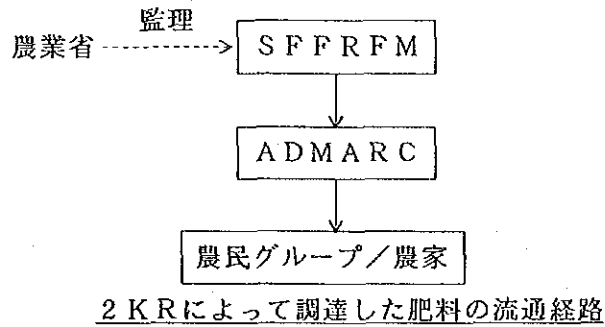 監理
農業省
ＳＦＦＲＦＭ
ＡＤＭＡＲＣ
農民グループ／農家
２ＫＲによって調達した肥料の流通経路